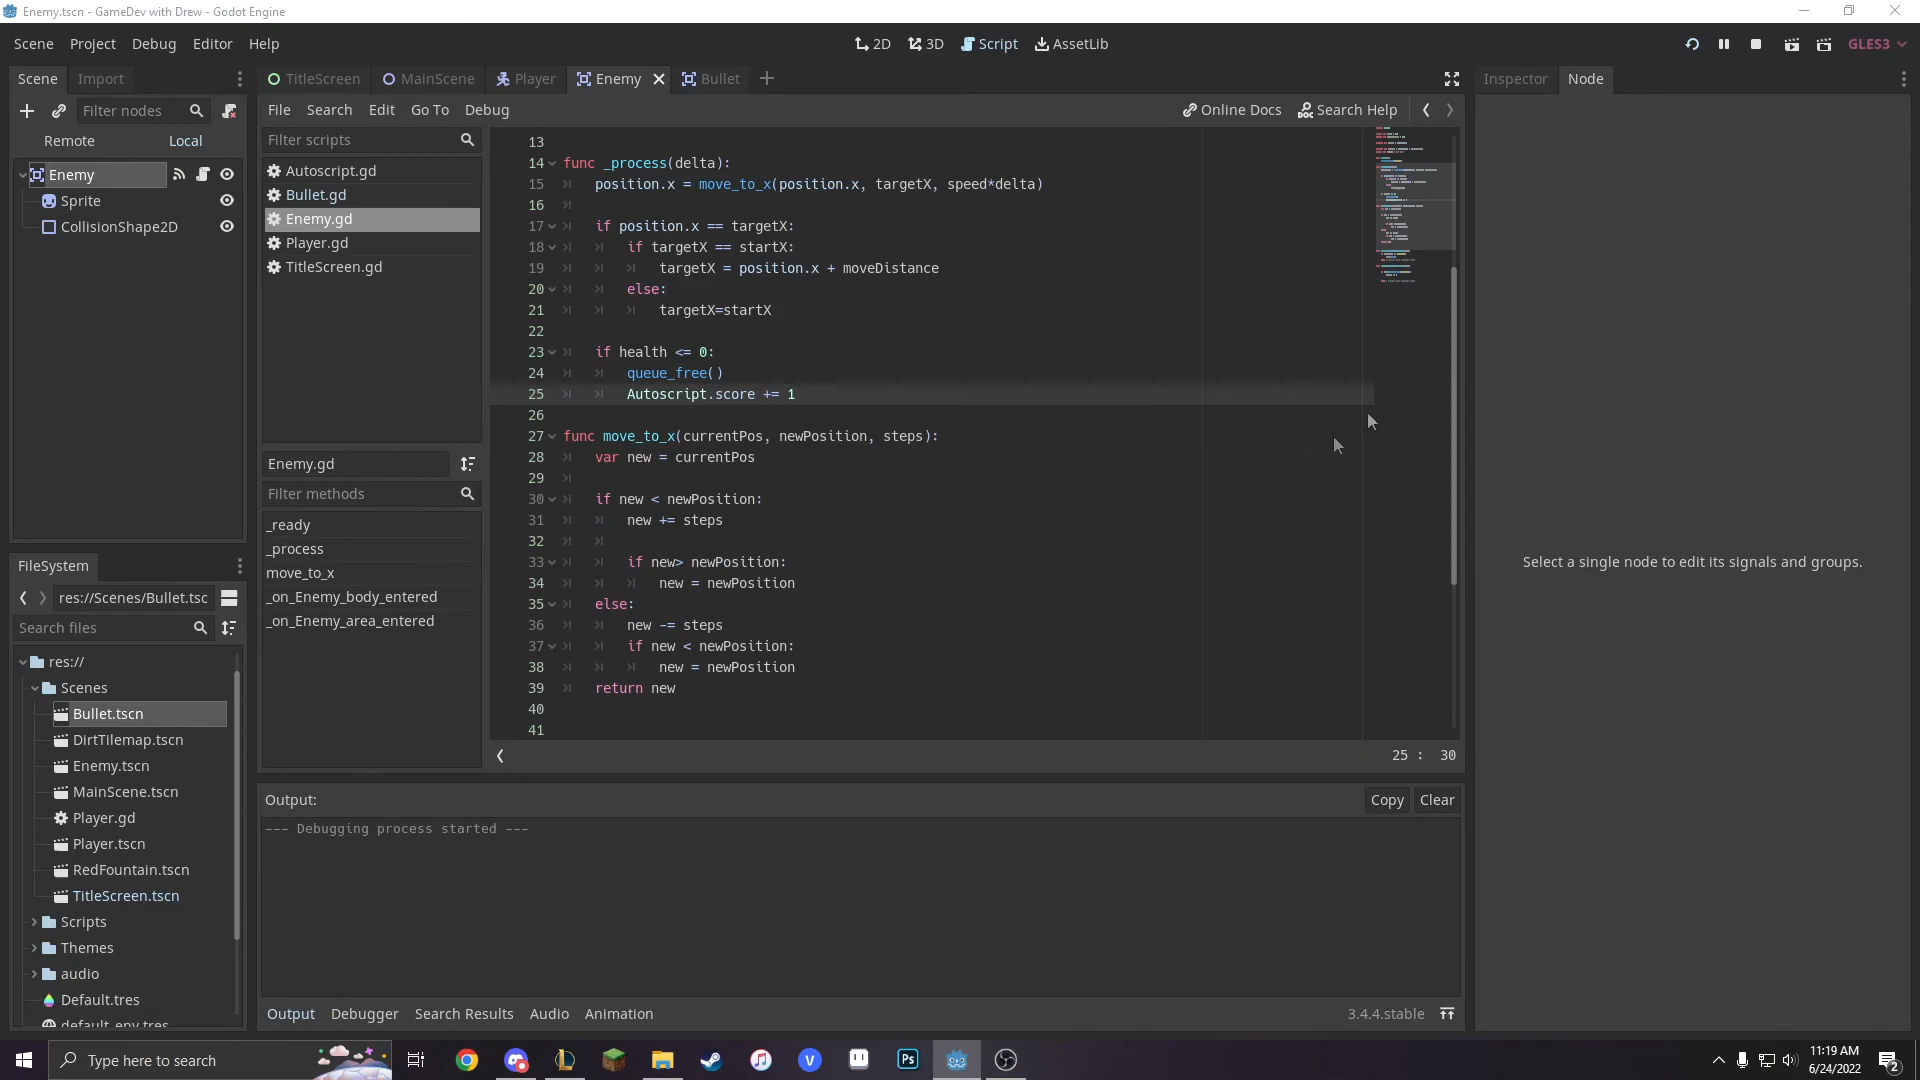 Enemy.tscn - GameDev with Drew - Godot Engine
Scene Project Debug Editor Help
2D 3D Script AssetLib
GLES3
Scene Import
TitleScreen MainScene Player Enemy Bullet
Inspector Node
Filter nodes
File Search Edit Go To Debug
Online Docs Search Help
Remote Local
Filter scripts
Enemy
Sprite
CollisionShape2D
Autoscript.gd
Bullet.gd
Enemy.gd
Player.gd
TitleScreen.gd
Enemy.gd
Filter methods
_ready
_process
move_to_x
_on_Enemy_body_entered
_on_Enemy_area_entered
13
14 func _process(delta):
15 position.x = move_to_x(position.x, targetX, speed*delta)
16
17 if position.x == targetX:
18 if targetX == startX:
19 targetX = position.x + moveDistance
20 else:
21 targetX=startX
22
23 if health <= 0:
24 queue_free()
25 Autoscript.score += 1
26
27 func move_to_x(currentPos, newPosition, steps):
28 var new = currentPos
29
30 if new < newPosition:
31 new += steps
32
33 if new> newPosition:
34 new = newPosition
35 else:
36 new -= steps
37 if new < newPosition:
38 new = newPosition
39 return new
40
41
25 : 30
Select a single node to edit its signals and groups.
FileSystem
res://Scenes/Bullet.tsc
Search files
res://
Scenes
Bullet.tscn
DirtTilemap.tscn
Enemy.tscn
MainScene.tscn
Player.gd
Player.tscn
RedFountain.tscn
TitleScreen.tscn
Scripts
Themes
audio
Default.tres
default_env.tres
Output:
Copy Clear
--- Debugging process started ---
Output Debugger Search Results Audio Animation
3.4.4.stable
Type here to search
Ps
V
11:19 AM
6/24/2022
2